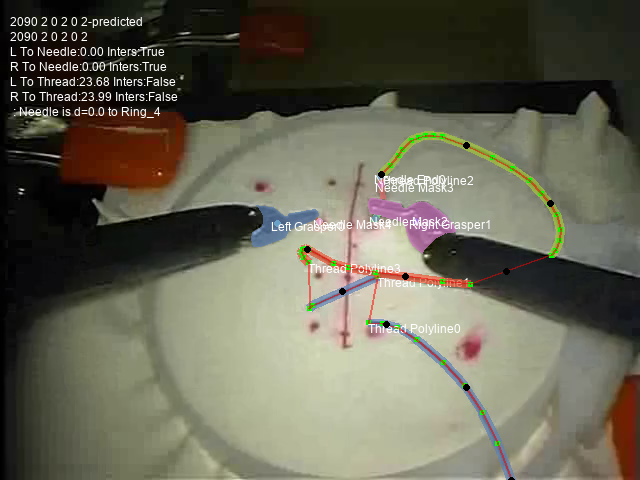 2090 2 0 2 0 2-predicted
2090 2 0 2 0 2
L To Needle:0.00 Inters:True
R To Needle:0.00 Inters:True
L To Thread:23.68 Inters:False
R To Thread:23.99 Inters:False
: Needle is d=0.0 to Ring_4
Thread Polyline2
Needle Mask3
Needle Mask2
Right Grasper1
Left Grasper0
Needle Mask4
Thread Polyline3
Thread Polyline1
Thread Polyline0